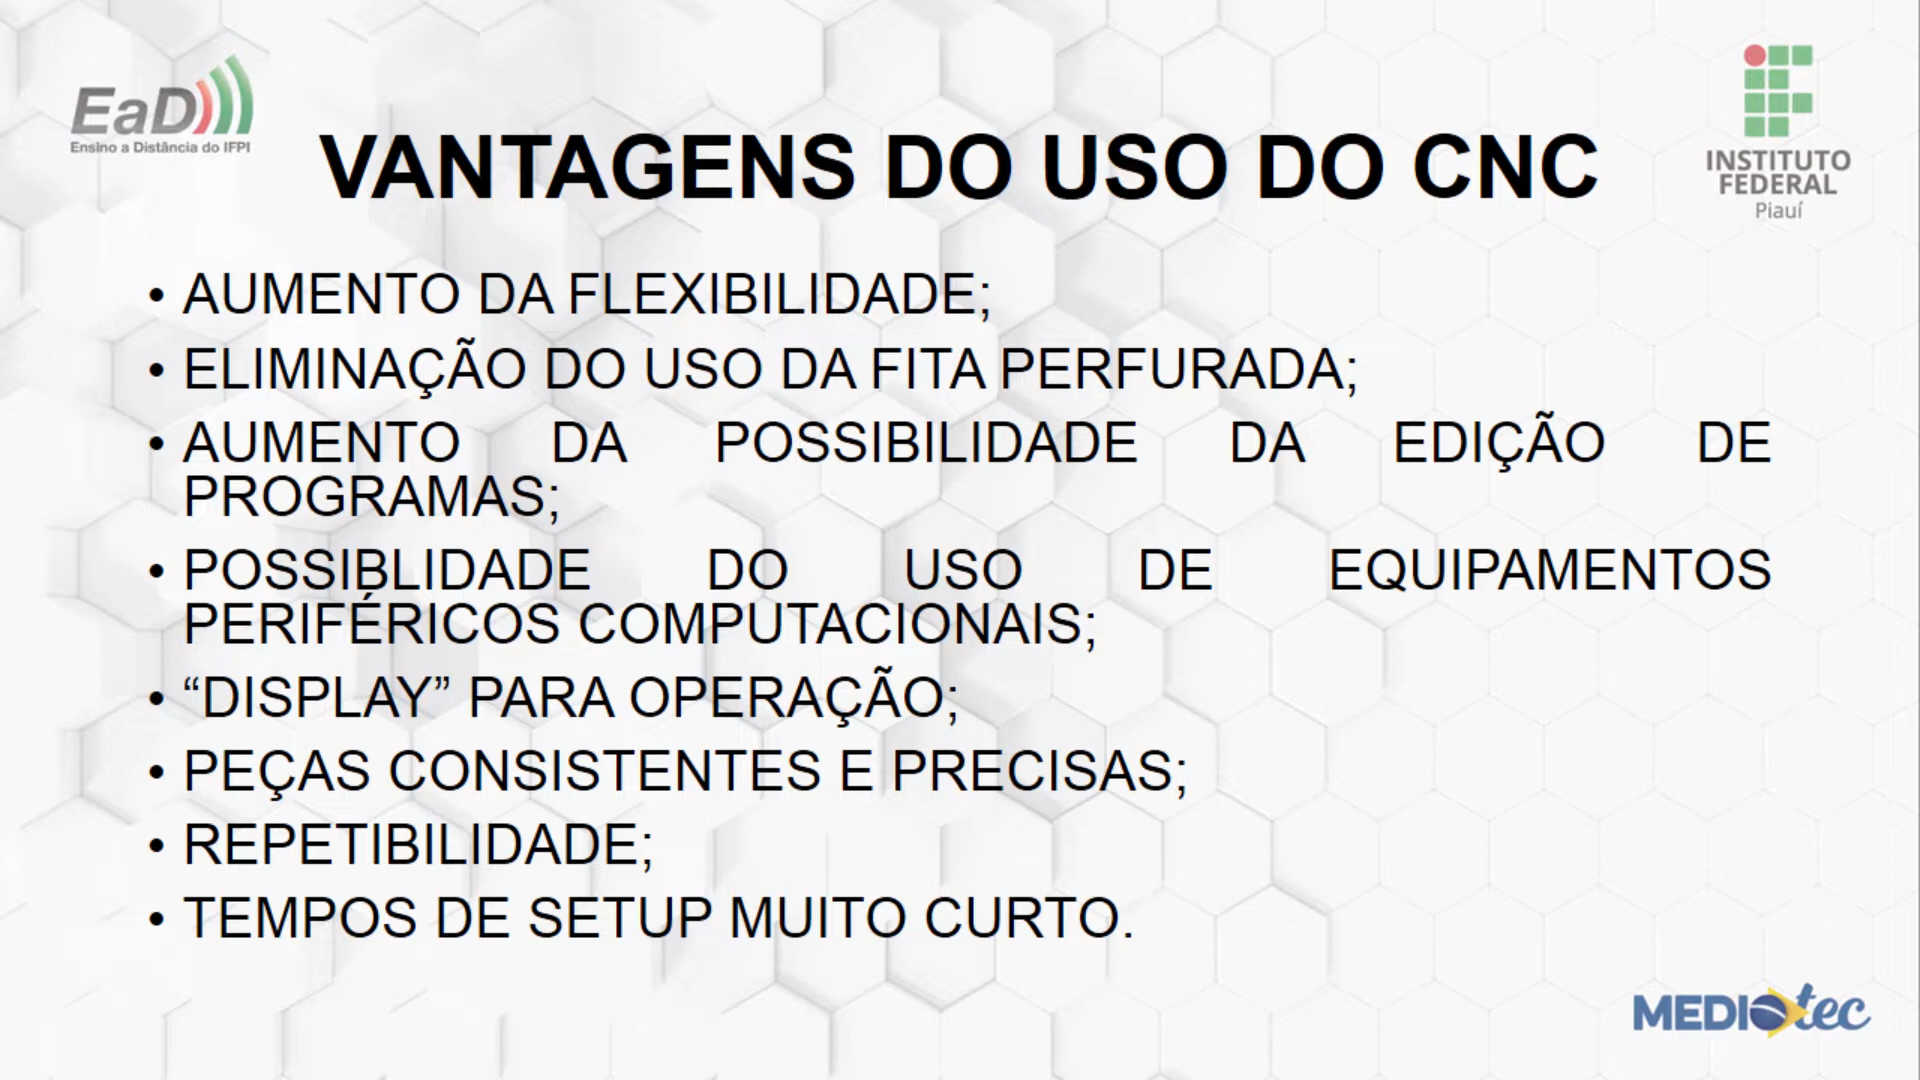 EaD
Ensino a Distância do IFPI
VANTAGENS DO USO DO CNC
INSTITUTO
FEDERAL
Piauí
• AUMENTO DA FLEXIBILIDADE;
• ELIMINAÇÃO DO USO DA FITA PERFURADA;
• AUMENTO DA POSSIBILIDADE DA EDIÇÃO DE
PROGRAMAS;
• POSSIBLIDADE DO USO DE EQUIPAMENTOS
PERIFÉRICOS COMPUTACIONAIS;
• “DISPLAY” PARA OPERAÇÃO;
• PEÇAS CONSISTENTES E PRECISAS;
• REPETIBILIDADE;
• TEMPOS DE SETUP MUITO CURTO.
MEDIOtec